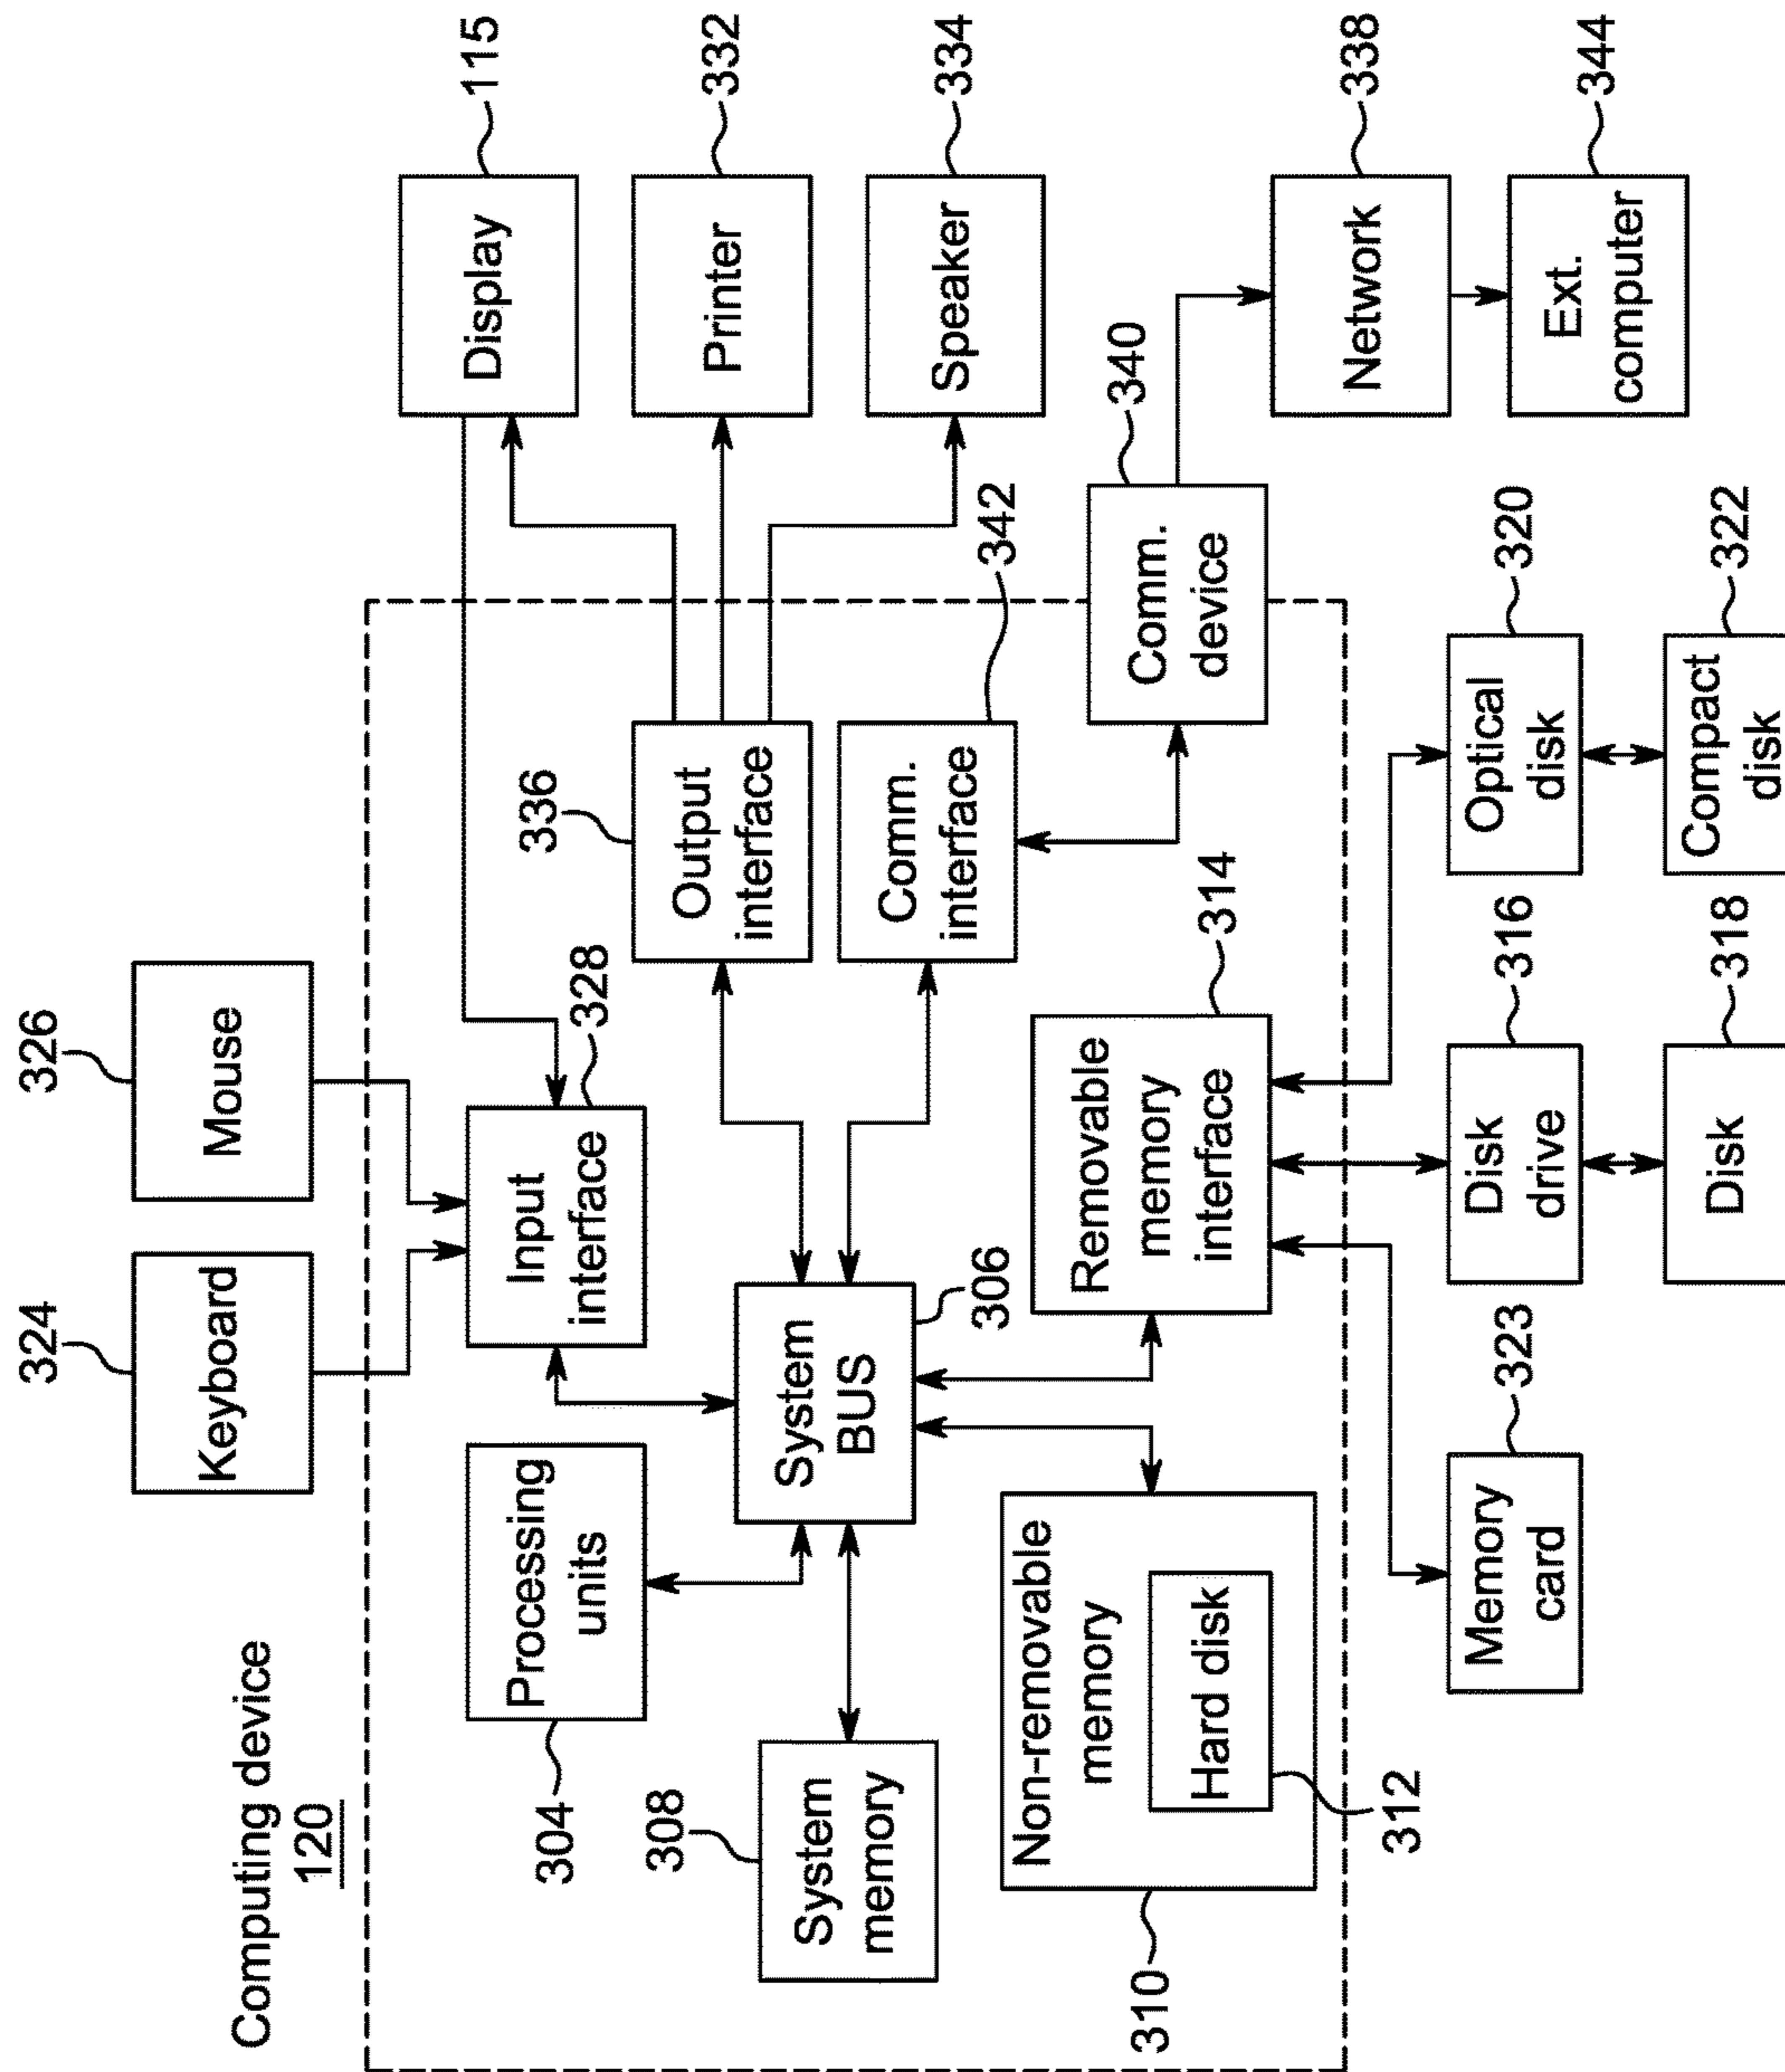 Computing device
120
324
Keyboard
326
Mouse
Processing
units
304
Input
interface
328
Display
115
Printer
332
Speaker
334
Output
interface
336
System
memory
308
System
BUS
306
Comm.
interface
342
Comm.
device
340
Network
338
Ext.
computer
344
Non-removable
memory
310
Hard disk
312
Removable
memory
interface
314
Memory
card
323
Disk
drive
316
Disk
318
Optical
disk
320
Compact
disk
322